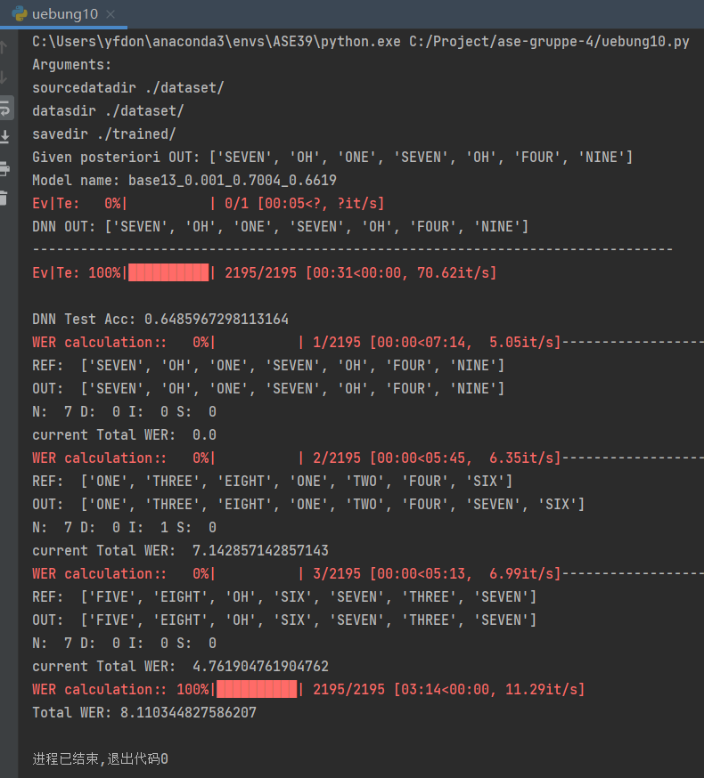 uebung10
C:\Users\yfdon\anaconda3\envs\ASE39\python.exe C:/Project/ase-gruppe-4/uebung10.py
Arguments:
sourcedatadir ./dataset/
datasdir ./dataset/
savedir ./trained/
Given posteriori OUT: ['SEVEN', 'OH', 'ONE', 'SEVEN', 'OH', 'FOUR', 'NINE']
Model name: base13_0.001_0.7004_0.6619
Ev|Te:   0%|          | 0/1 [00:05<?, ?it/s]
DNN OUT: ['SEVEN', 'OH', 'ONE', 'SEVEN', 'OH', 'FOUR', 'NINE']
--------------------------------------------------------------------------------
Ev|Te: 100%|██████████| 2195/2195 [00:31<00:00, 70.62it/s]
DNN Test Acc: 0.6485967298113164
WER calculation::   0%|          | 1/2195 [00:00<07:14,  5.05it/s]------------------
REF:  ['SEVEN', 'OH', 'ONE', 'SEVEN', 'OH', 'FOUR', 'NINE']
OUT:  ['SEVEN', 'OH', 'ONE', 'SEVEN', 'OH', 'FOUR', 'NINE']
N:  7 D:  0 I:  0 S:  0
current Total WER:  0.0
WER calculation::   0%|          | 2/2195 [00:00<05:45,  6.35it/s]------------------
REF:  ['ONE', 'THREE', 'EIGHT', 'ONE', 'TWO', 'FOUR', 'SIX']
OUT:  ['ONE', 'THREE', 'EIGHT', 'ONE', 'TWO', 'FOUR', 'SEVEN', 'SIX']
N:  7 D:  0 I:  1 S:  0
current Total WER:  7.142857142857143
WER calculation::   0%|          | 3/2195 [00:00<05:13,  6.99it/s]------------------
REF:  ['FIVE', 'EIGHT', 'OH', 'SIX', 'SEVEN', 'THREE', 'SEVEN']
OUT:  ['FIVE', 'EIGHT', 'OH', 'SIX', 'SEVEN', 'THREE', 'SEVEN']
N:  7 D:  0 I:  0 S:  0
current Total WER:  4.761904761904762
WER calculation:: 100%|██████████| 2195/2195 [03:14<00:00, 11.29it/s]
Total WER: 8.110344827586207
进程已结束,退出代码0